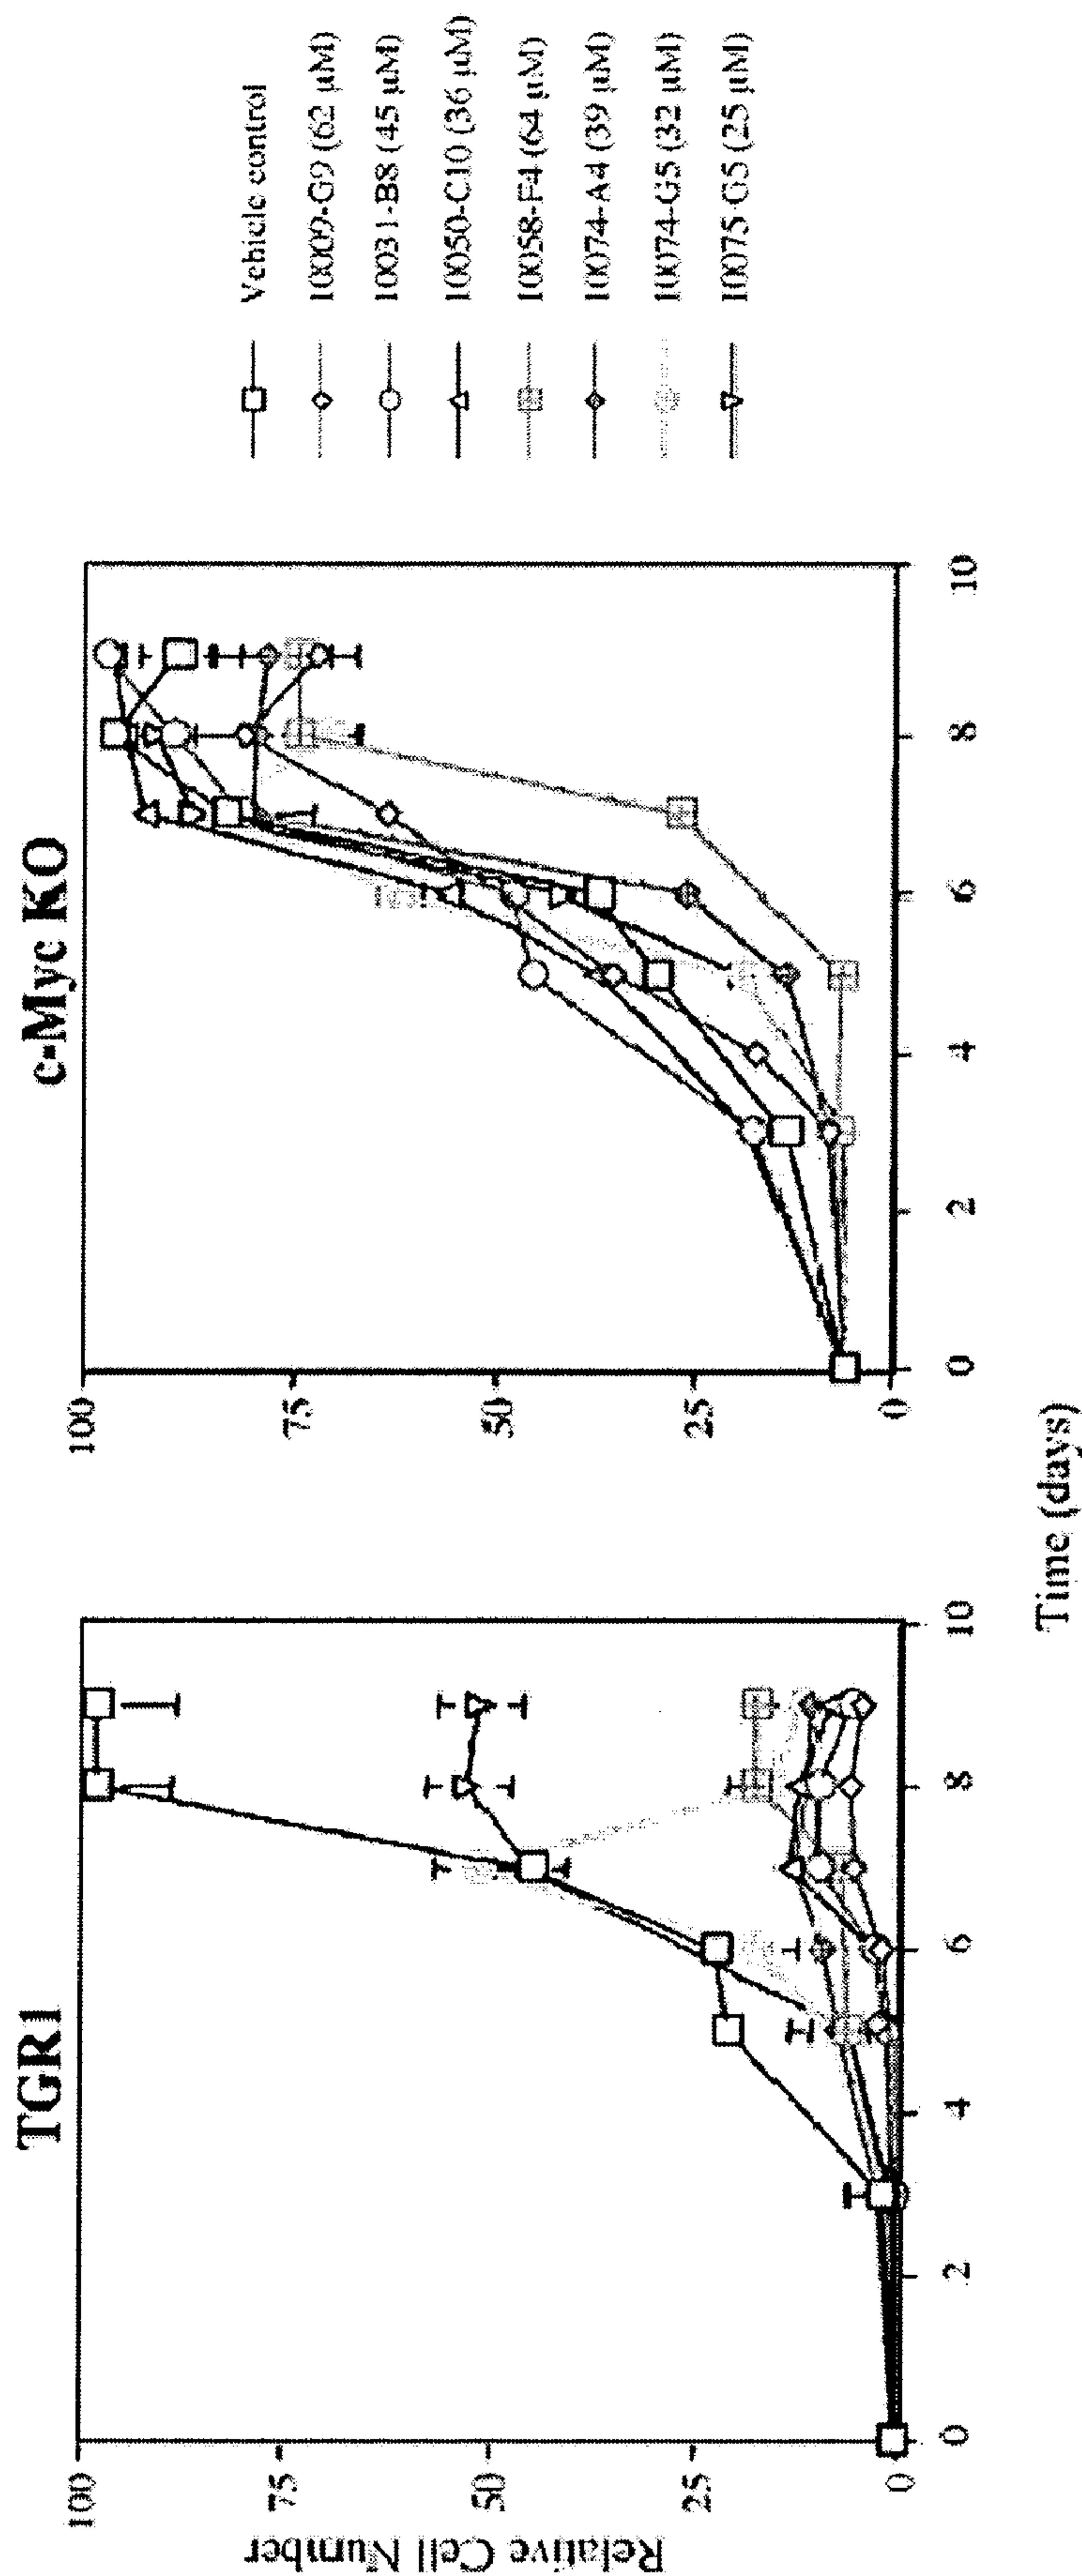 TGR1
c-Myc KO
Relative Cell Number
100
75
50
25
0
0
2
4
6
8
10
100
75
50
25
0
0
2
4
6
8
10
Time (days)
Vehicle control
10009-G9 (62 µM)
10031-B8 (45 µM)
10050-C10 (36 µM)
10058-F4 (64 µM)
10074-A4 (39 µM)
10074-G5 (32 µM)
10075-G5 (25 µM)